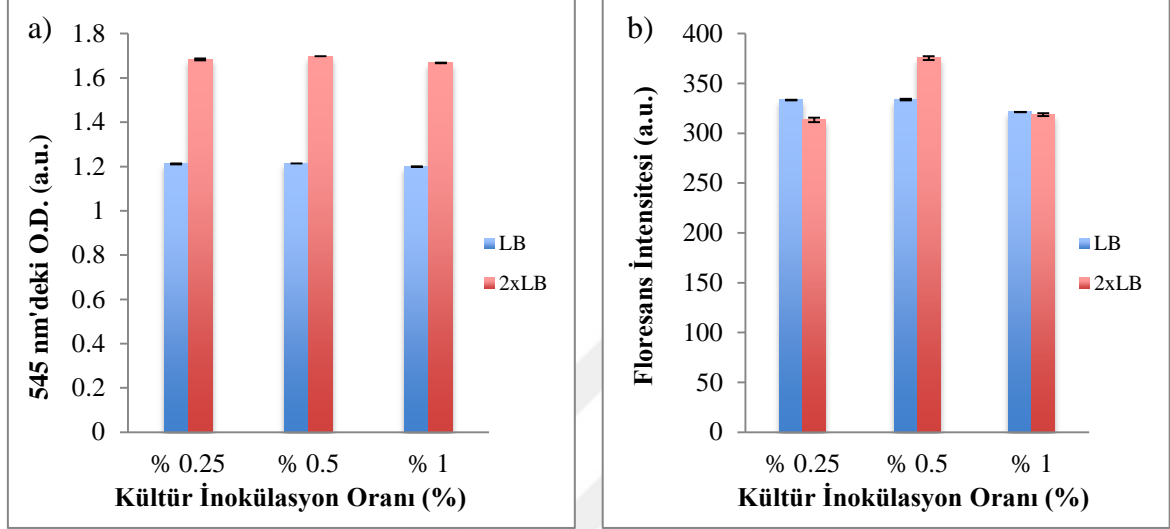 a)
545 nm'deki O.D. (a.u.)
1.8
1.6
1.4
1.2
1
0.8
0.6
0.4
0.2
0
% 0.25 % 0.5 % 1
Kültür İnokülasyon Oranı (%)
LB
2xLB
b)
Floresans İntensitesi (a.u.)
400
350
300
250
200
150
100
50
0
% 0.25 % 0.5 % 1
Kültür İnokülasyon Oranı (%)
LB
2xLB